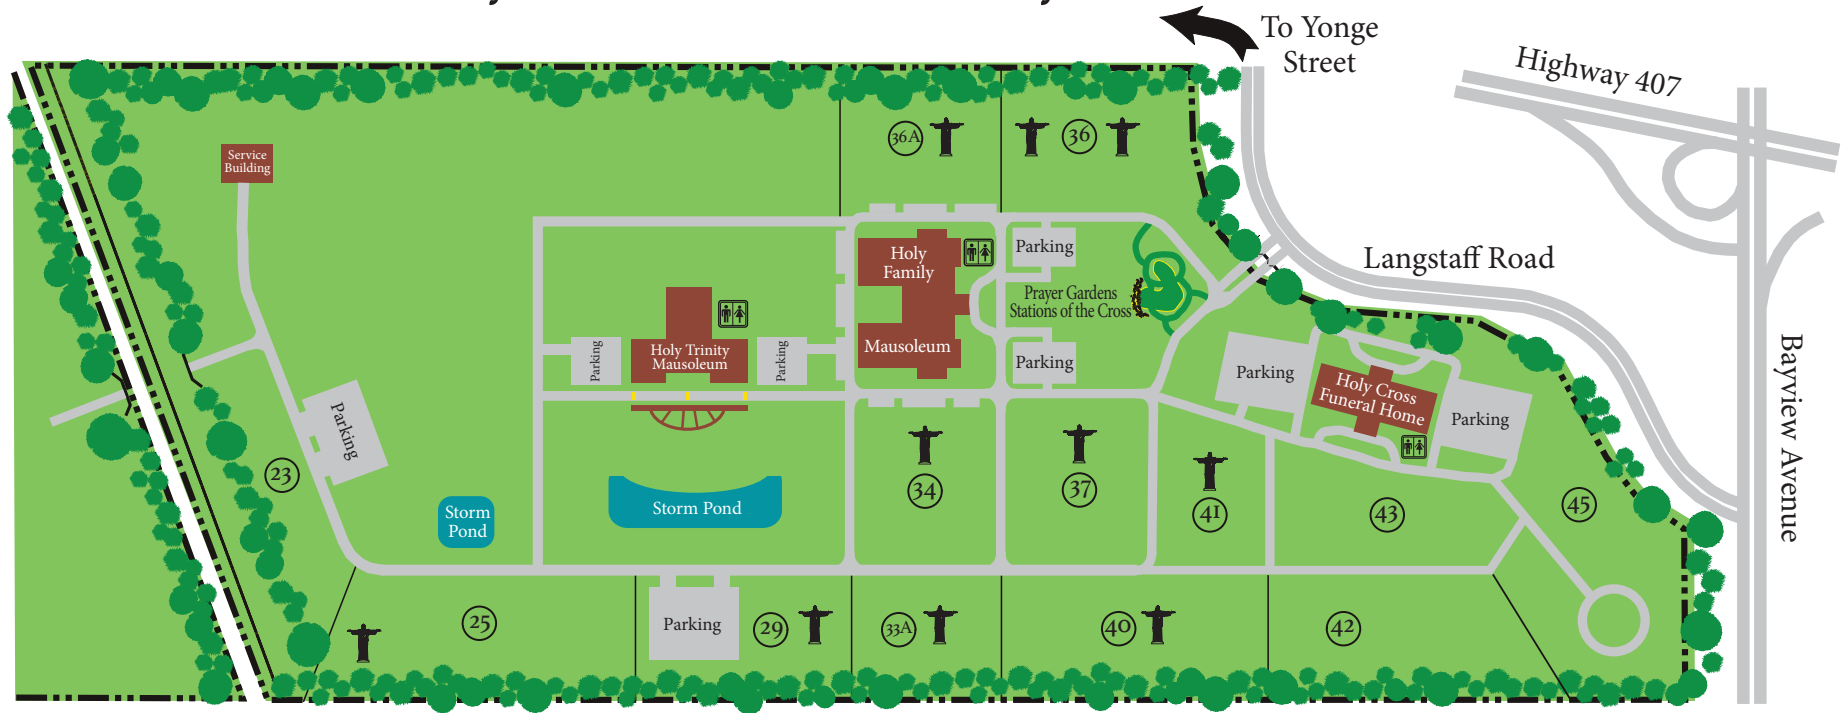 To Yonge
Street
Highway 407
36A
36
Service
Building
Holy
Family
Parking
Langstaff Road
Prayer Gardens
Stations of the Cross
Holy Trinity
Mausoleum
Parking
Parking
Mausoleum
Parking
Parking
Holy Cross
Funeral Home
Parking
Bayview Avenue
Parking
23
34
37
41
43
45
Storm
Pond
Storm Pond
25
Parking
29
33A
40
42